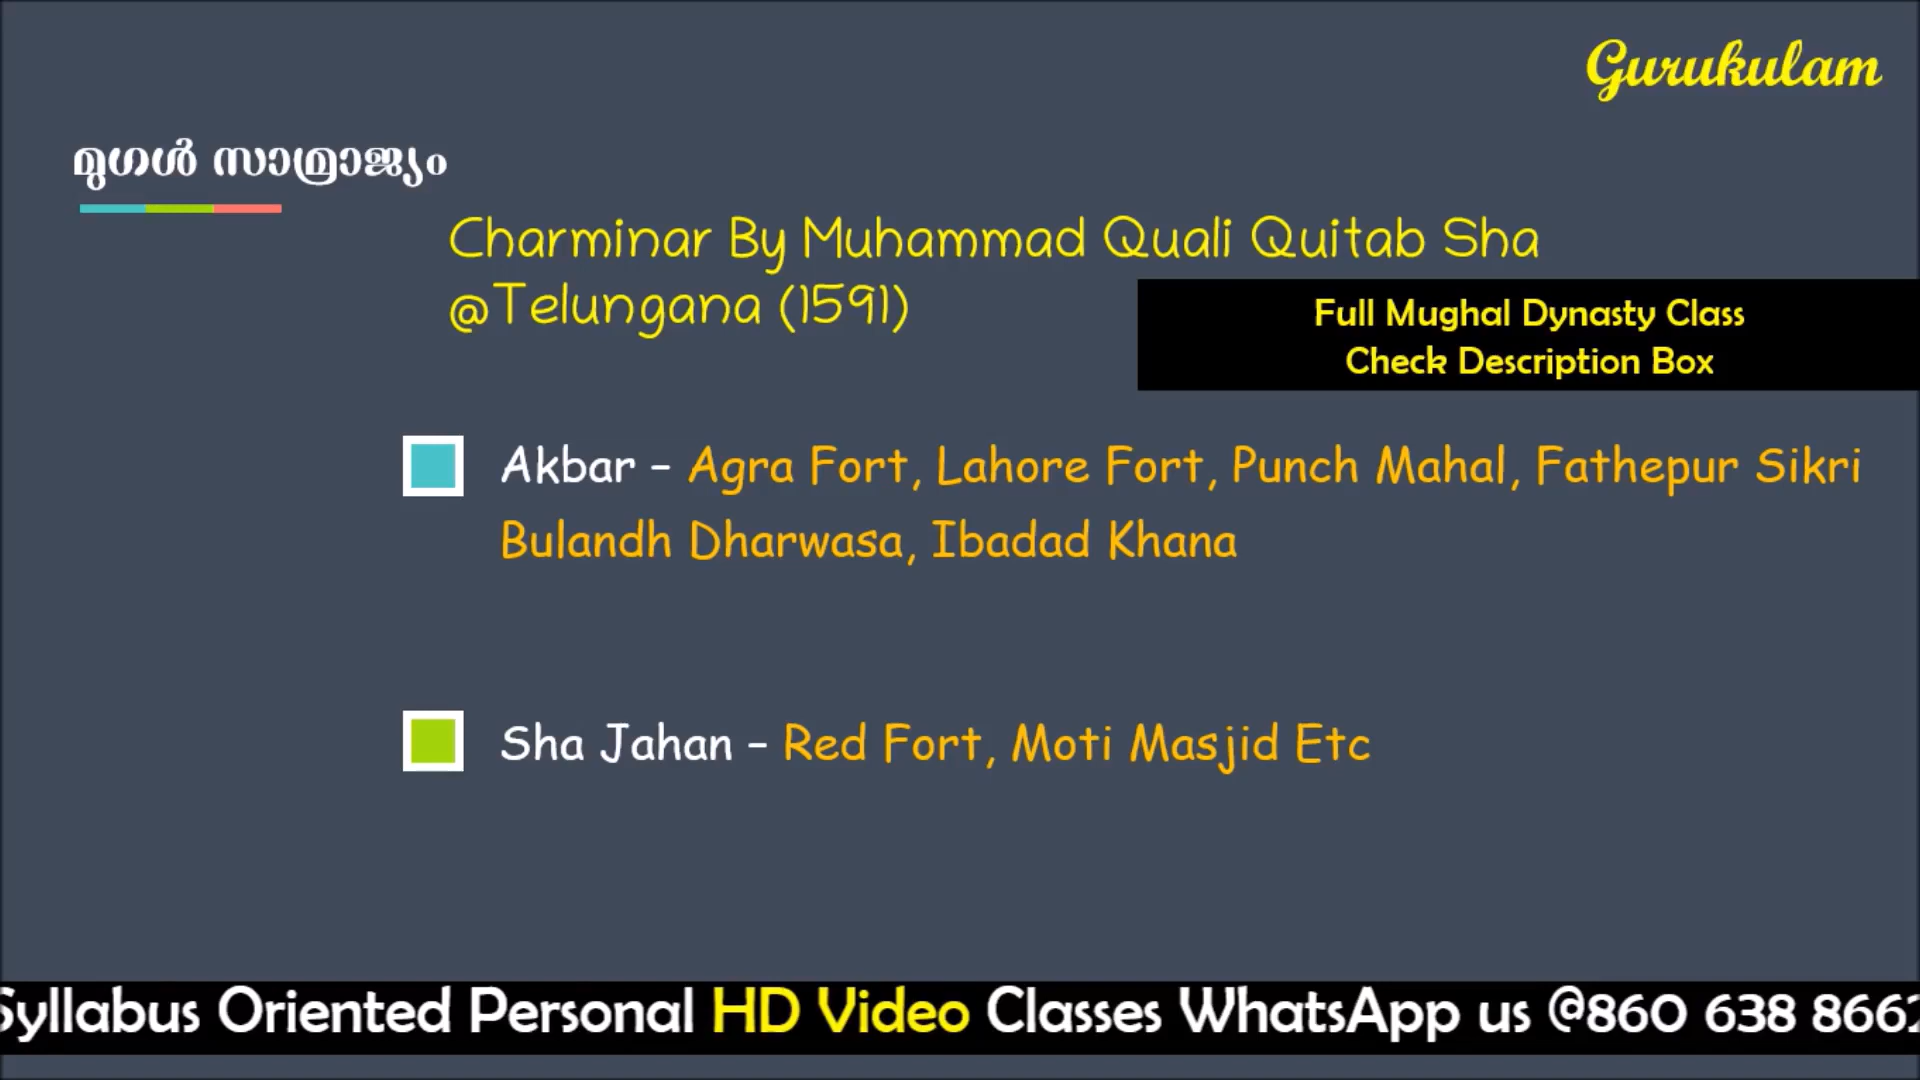 Gurukulam
മുഗൾ സാമ്രാജ്യം
Charminar By Muhammad Quali Quitab Sha
@Telungana (1591)
Full Mughal Dynasty Class
Check Description Box
Akbar – Agra Fort, Lahore Fort, Punch Mahal, Fathepur Sikri
Bulandh Dharwasa, Ibadad Khana
Sha Jahan – Red Fort, Moti Masjid Etc
Syllabus Oriented Personal HD Video Classes WhatsApp us @860 638 8662